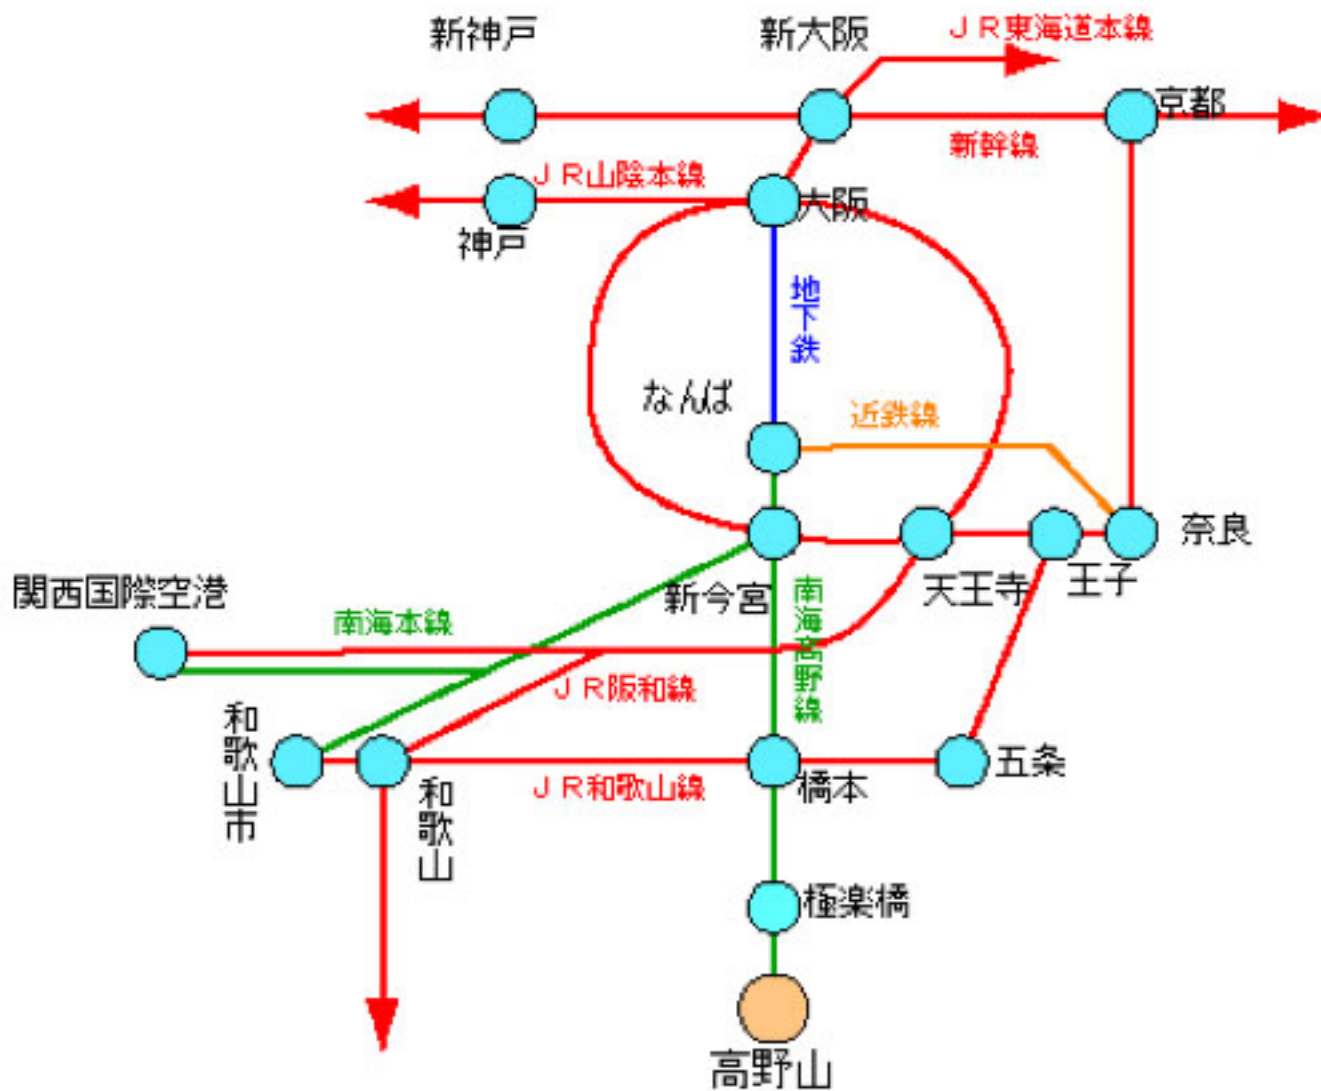 新神戸
新大阪
ＪＲ東海道本線
京都
新幹線
ＪＲ山陰本線
大阪
神戸
地下鉄
なんば
近鉄線
奈良
関西国際空港
南海本線
新今宮
南海高野線
天王寺
王子
ＪＲ阪和線
和歌山市
和歌山
ＪＲ和歌山線
橋本
五条
極楽橋
高野山